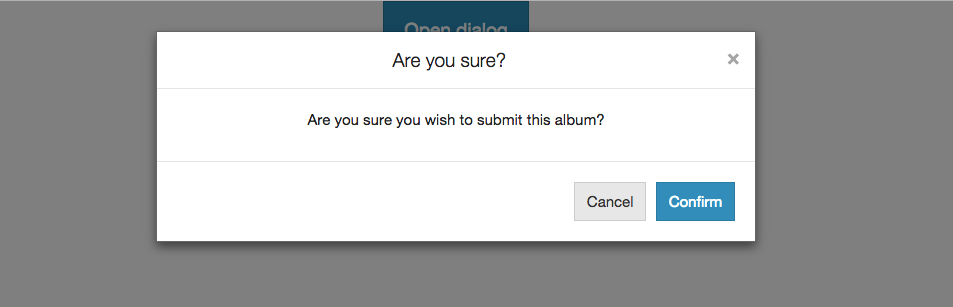 Open dialog
Are you sure?
×
Are you sure you wish to submit this album?
Cancel
Confirm